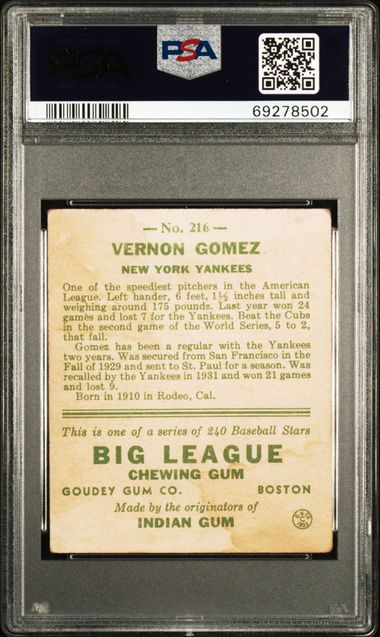 PSA
PSA
69278502
— No. 216 —
VERNON GOMEZ
NEW YORK YANKEES
One of the speediest pitchers in the American
League. Left hander, 6 feet, 1½ inches tall and
weighing around 175 pounds. Last year won 24
games and lost 7 for the Yankees. Beat the Cubs
in the second game of the World Series, 5 to 2,
that fall.
Gomez has been a regular with the Yankees
two years. Was secured from San Francisco in the
Fall of 1929 and sent to St. Paul for a season. Was
recalled by the Yankees in 1931 and won 21 games
and lost 9.
Born in 1910 in Rodeo, Cal.
This is one of a series of 240 Baseball Stars
BIG LEAGUE
CHEWING GUM
GOUDEY GUM CO. BOSTON
Made by the originators of
INDIAN GUM